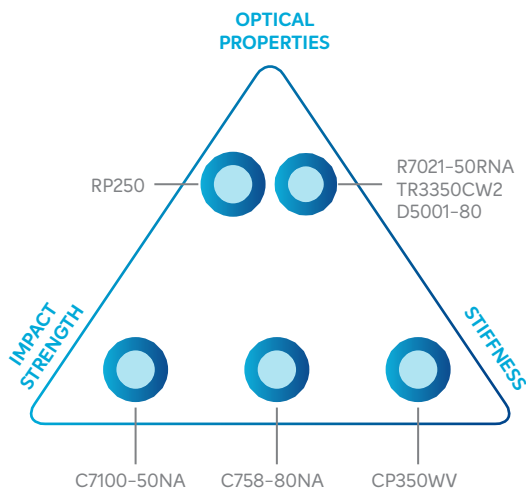 OPTICAL
PROPERTIES
RP250
R7021-50RNA
TR3350CW2
D5001-80
IMPACT
STRENGTH
STIFFNESS
C7100-50NA
C758-80NA
CP350WV